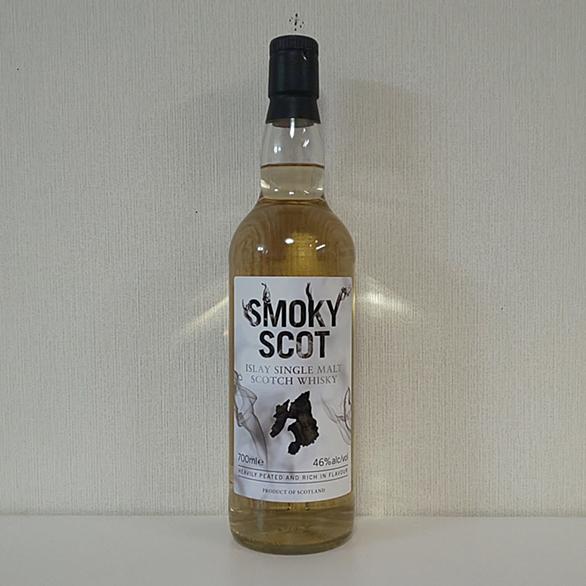 SMOKY
SCOT
ISLAY SINGLE MALT
SCOTCH WHISKY
700ml℮ 46%alc/vol
HEAVILY PEATED AND RICH IN FLAVOUR
PRODUCT OF SCOTLAND